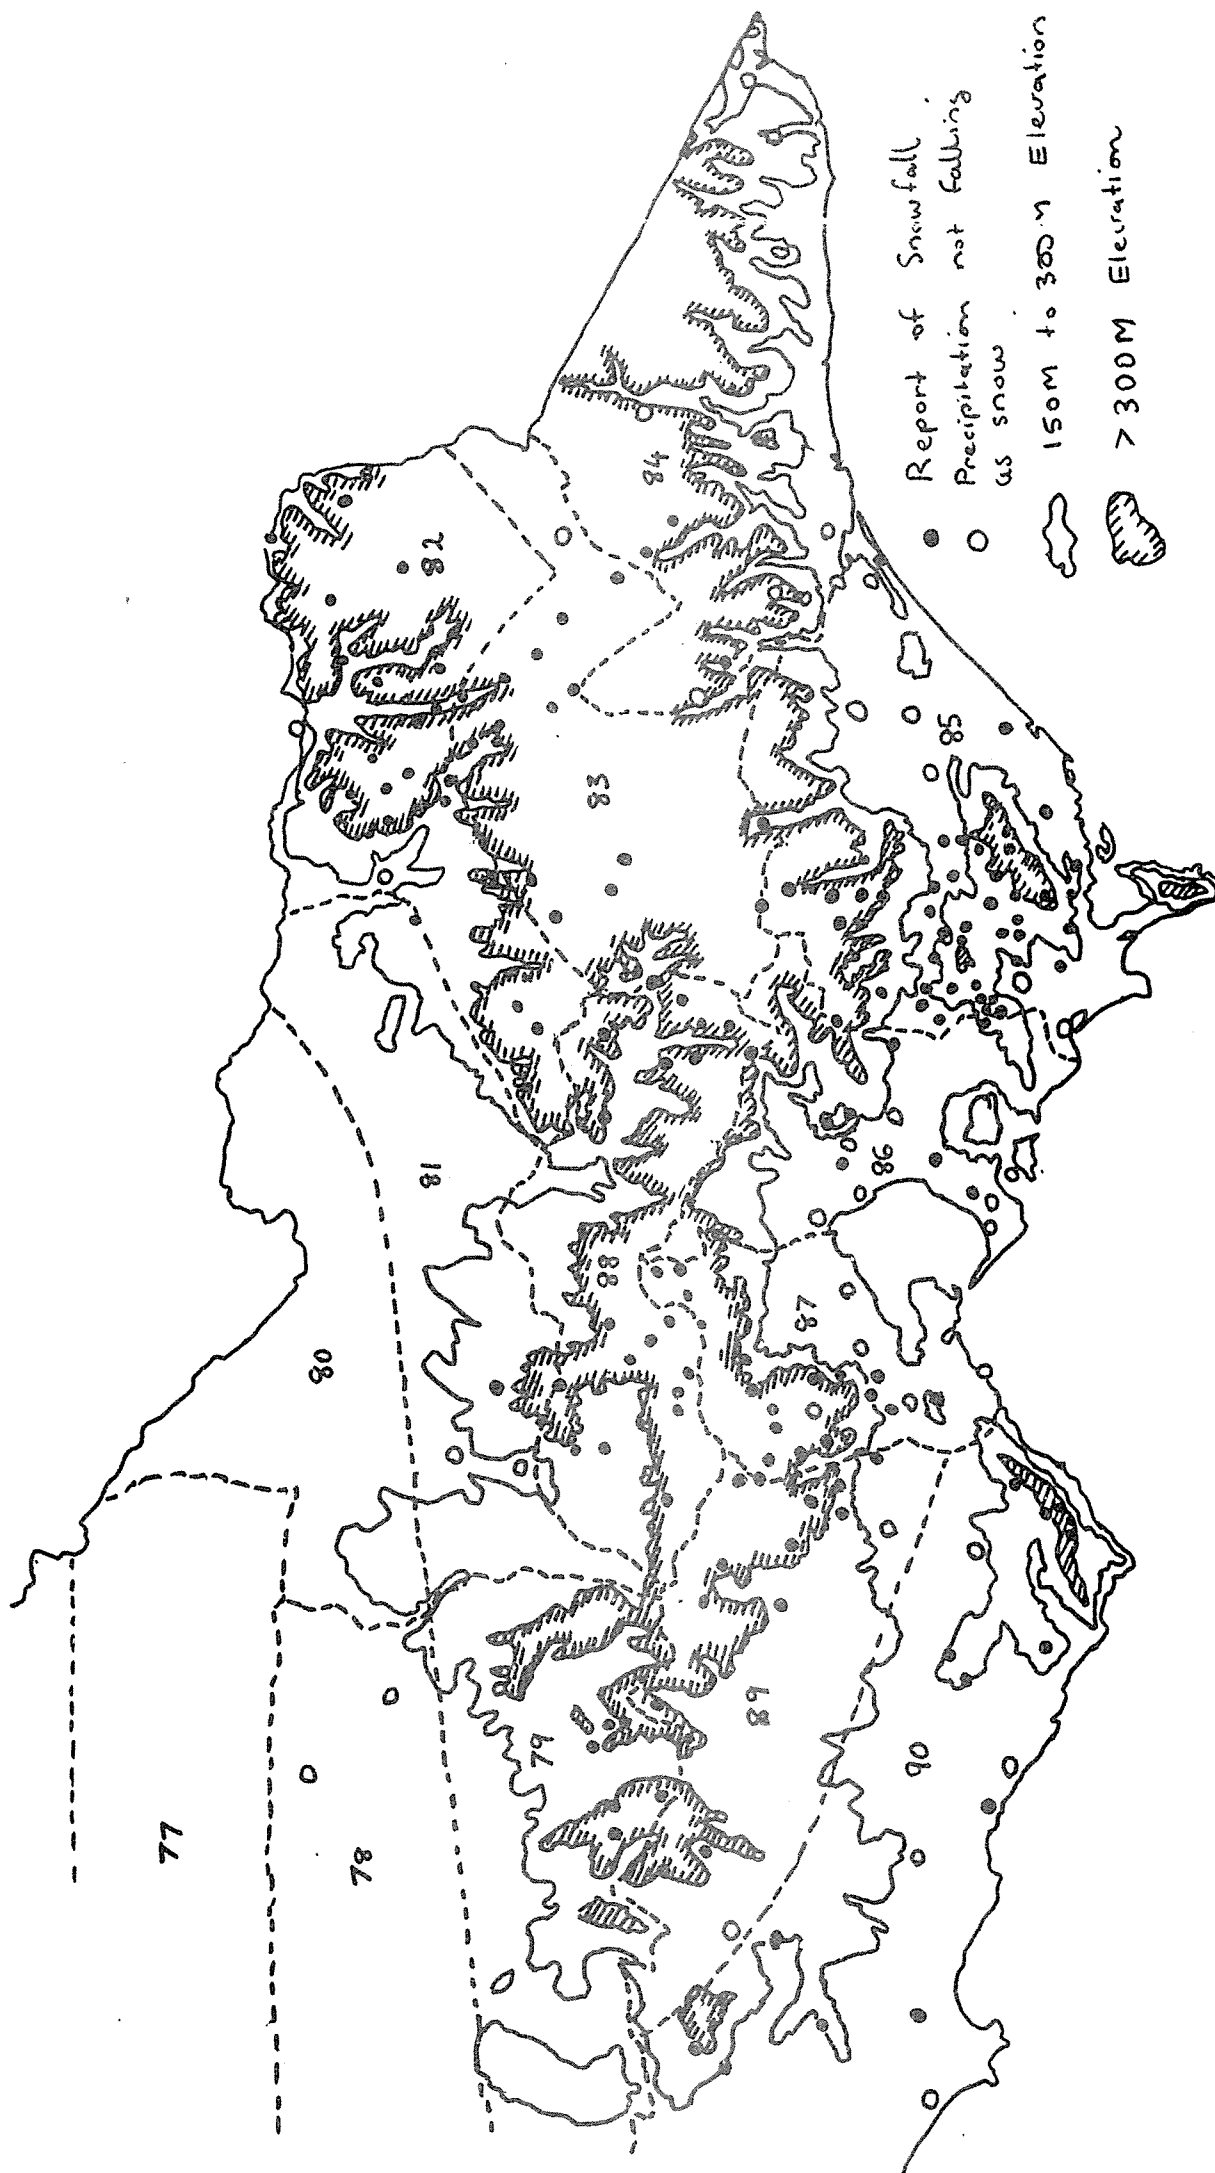 77
78
80
79
81
82
88
83
84
89
87
86
85
90
Report of Snowfall
Precipitation not falling
as snow
150M to 300M Elevation
> 300M Elevation